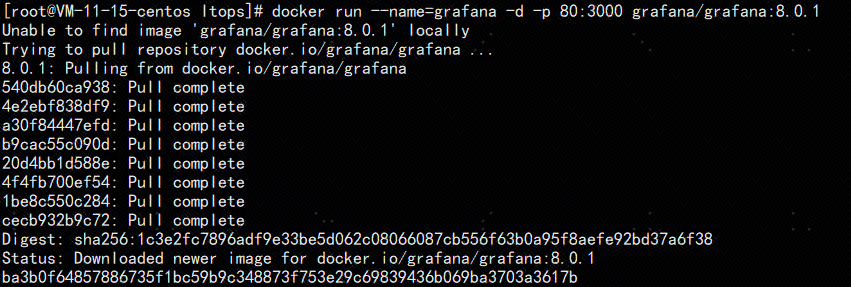 [root@VM-11-15-centos ltops]# docker run --name=grafana -d -p 80:3000 grafana/grafana:8.0.1
Unable to find image 'grafana/grafana:8.0.1' locally
Trying to pull repository docker.io/grafana/grafana ...
8.0.1: Pulling from docker.io/grafana/grafana
540db60ca938: Pull complete
4e2ebf838df9: Pull complete
a30f84447efd: Pull complete
b9cac55c090d: Pull complete
20d4bb1d588e: Pull complete
4f4fb700ef54: Pull complete
1be8c550c284: Pull complete
cecb932b9c72: Pull complete
Digest: sha256:1c3e2fc7896adf9e33be5d062c08066087cb556f63b0a95f8aefe92bd37a6f38
Status: Downloaded newer image for docker.io/grafana/grafana:8.0.1
ba3b0f64857886735f1bc59b9c348873f753e29c69839436b069ba3703a3617b